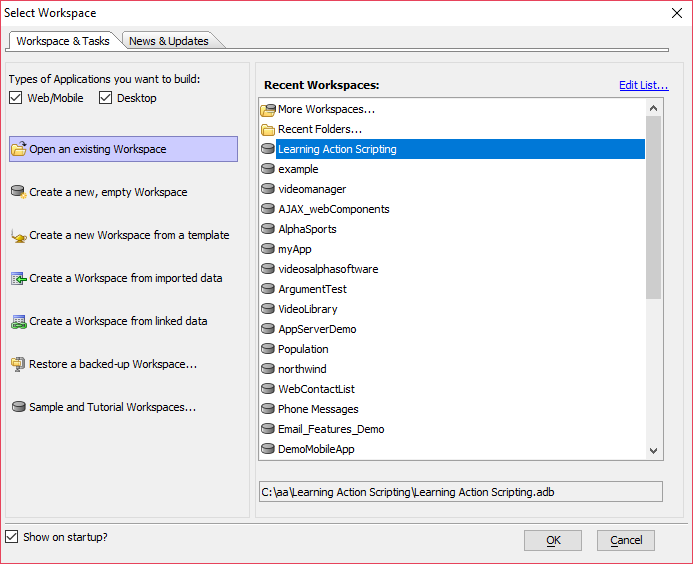 Select Workspace
Workspace & Tasks
News & Updates
Types of Applications you want to build:
Web/Mobile
Desktop
Open an existing Workspace
Create a new, empty Workspace
Create a new Workspace from a template
Create a Workspace from imported data
Create a Workspace from linked data
Restore a backed-up Workspace...
Sample and Tutorial Workspaces...
Recent Workspaces:
Edit List...
More Workspaces...
Recent Folders...
Learning Action Scripting
example
videomanager
AJAX_webComponents
AlphaSports
myApp
videosalphasoftware
ArgumentTest
VideoLibrary
AppServerDemo
Population
northwind
WebContactList
Phone Messages
Email_Features_Demo
DemoMobileApp
C:\aa\Learning Action Scripting\Learning Action Scripting.adb
Show on startup?
OK
Cancel